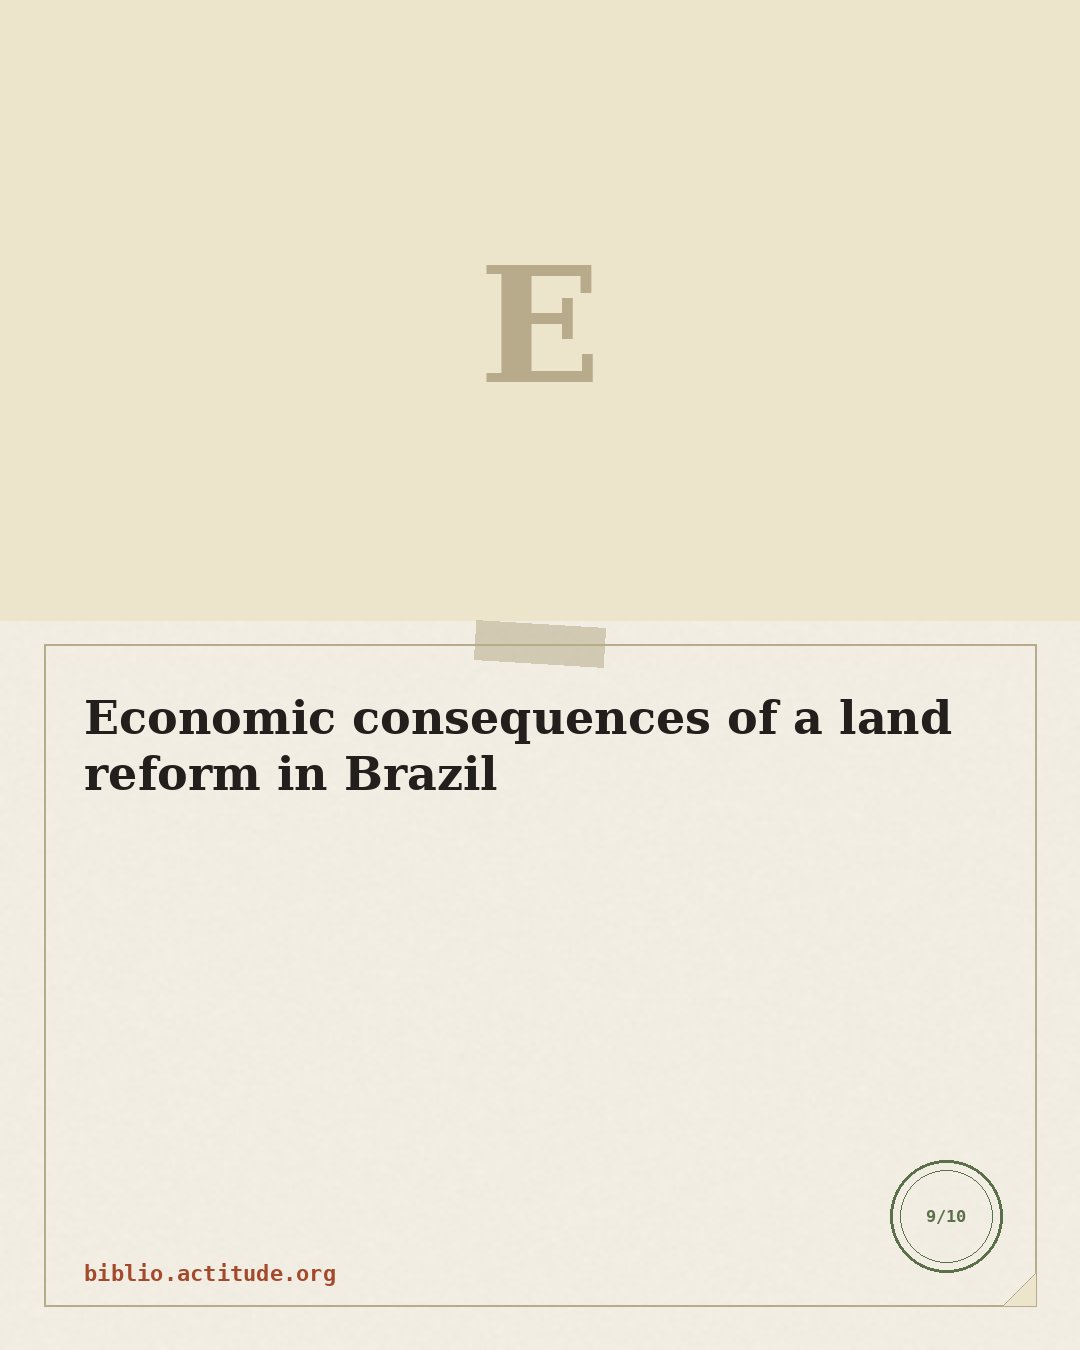 E
Economic consequences of a land
reform in Brazil
9/10
biblio.actitude.org